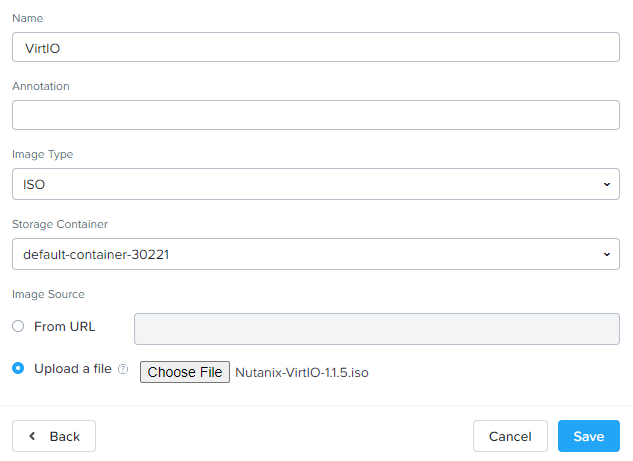 Name
VirtIO
Annotation
Image Type
ISO
Storage Container
default-container-30221
Image Source
From URL
Upload a file ? Choose File Nutanix-VirtIO-1.1.5.iso
Back Cancel Save